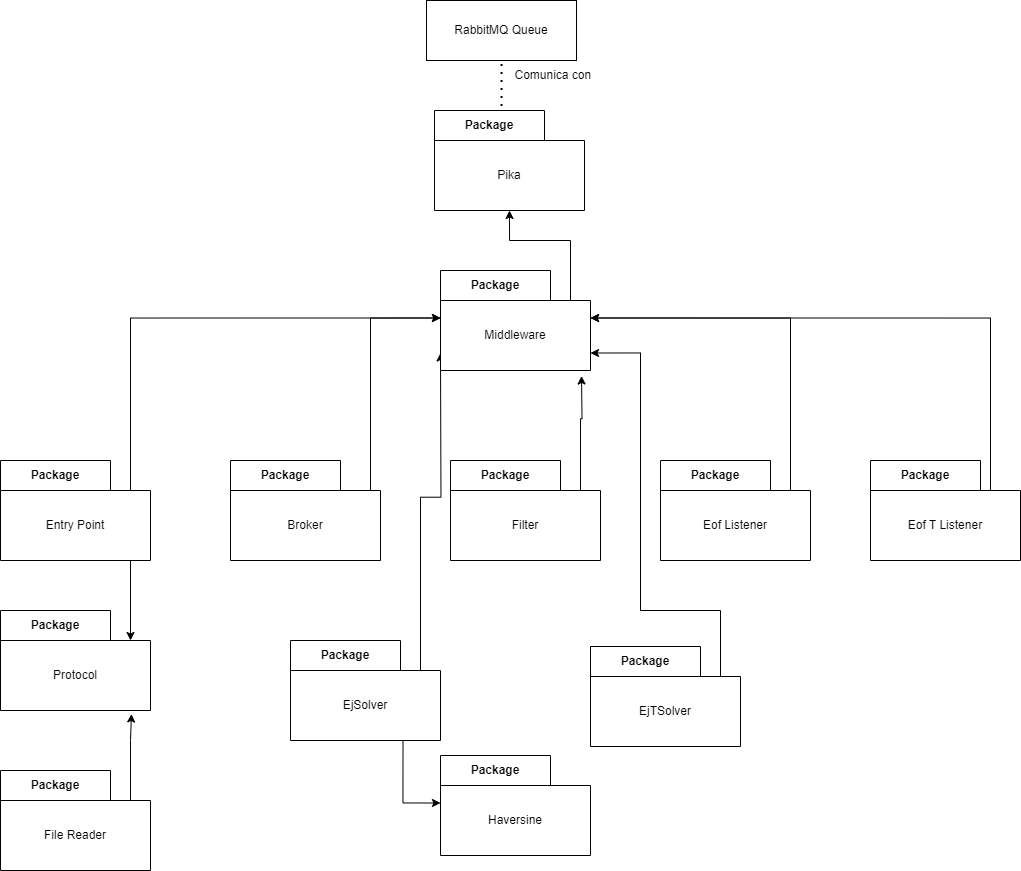 RabbitMQ Queue
Comunica con
Package
Pika
Package
Middleware
Package
Entry Point
Package
Broker
Package
Filter
Package
Eof Listener
Package
Eof T Listener
Package
Protocol
Package
EjSolver
Package
EjTSolver
Package
File Reader
Package
Haversine